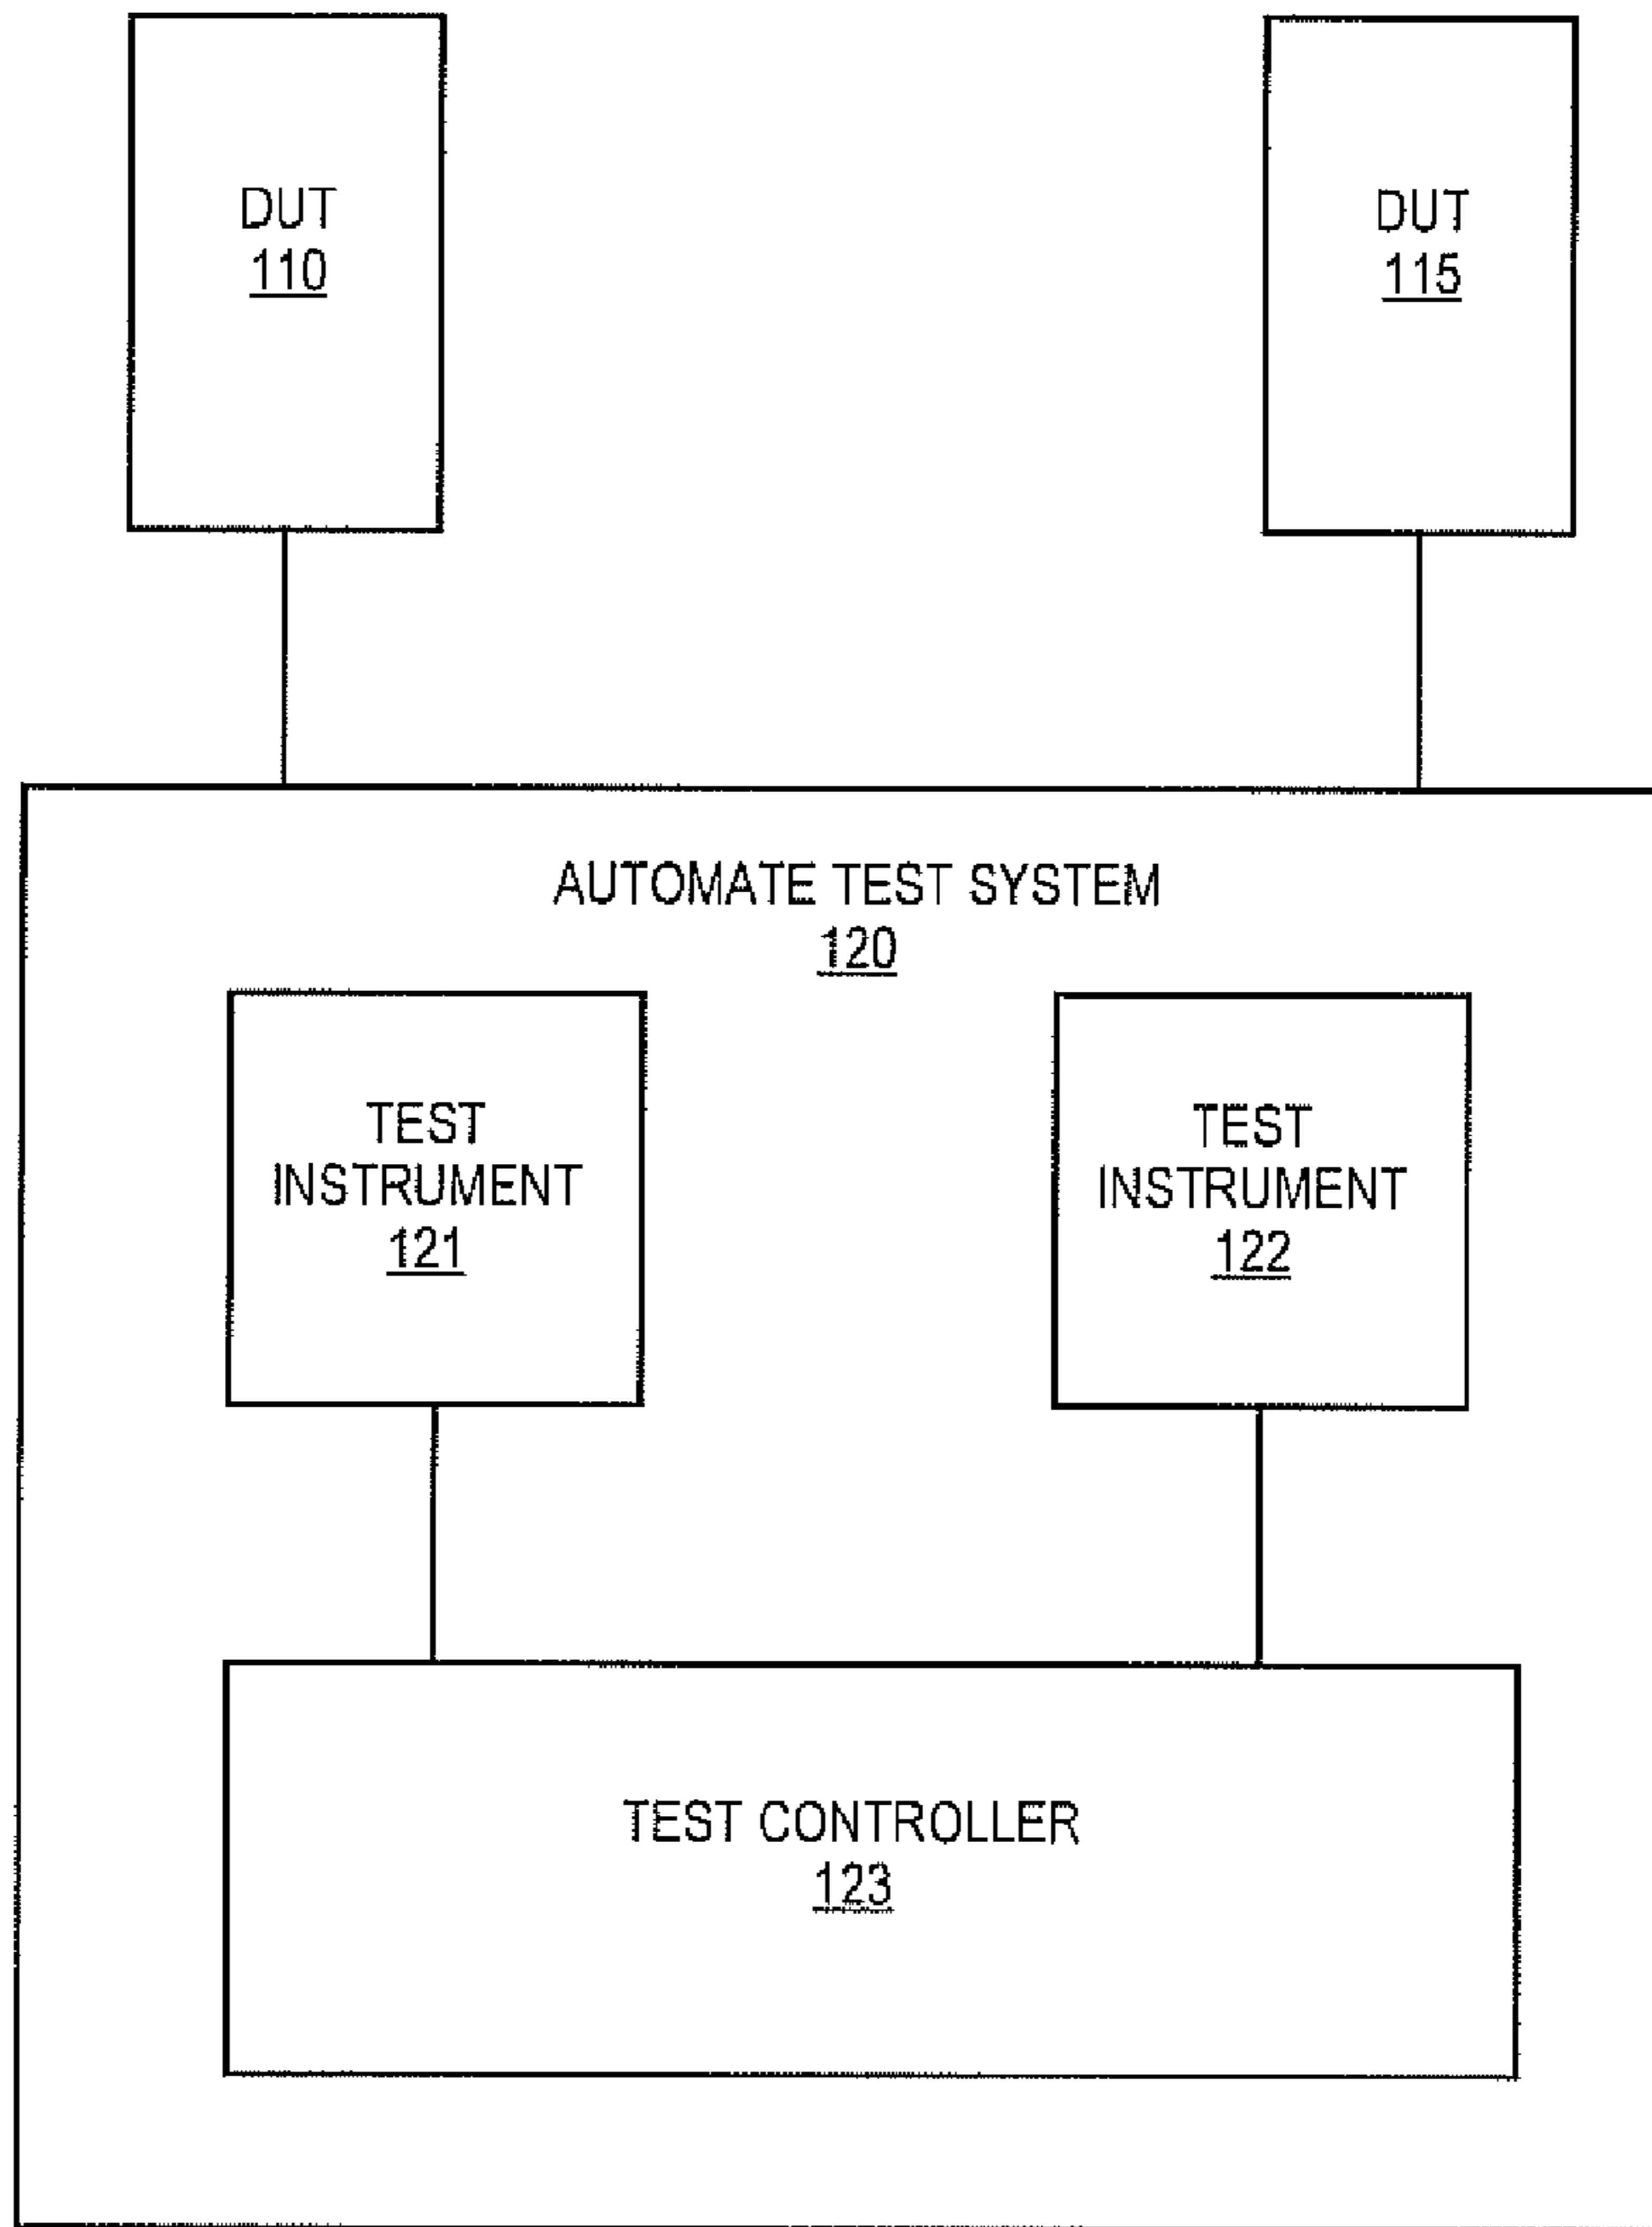 DUT
110
DUT
115
AUTOMATE TEST SYSTEM
120
TEST
INSTRUMENT
121
TEST
INSTRUMENT
122
TEST CONTROLLER
123